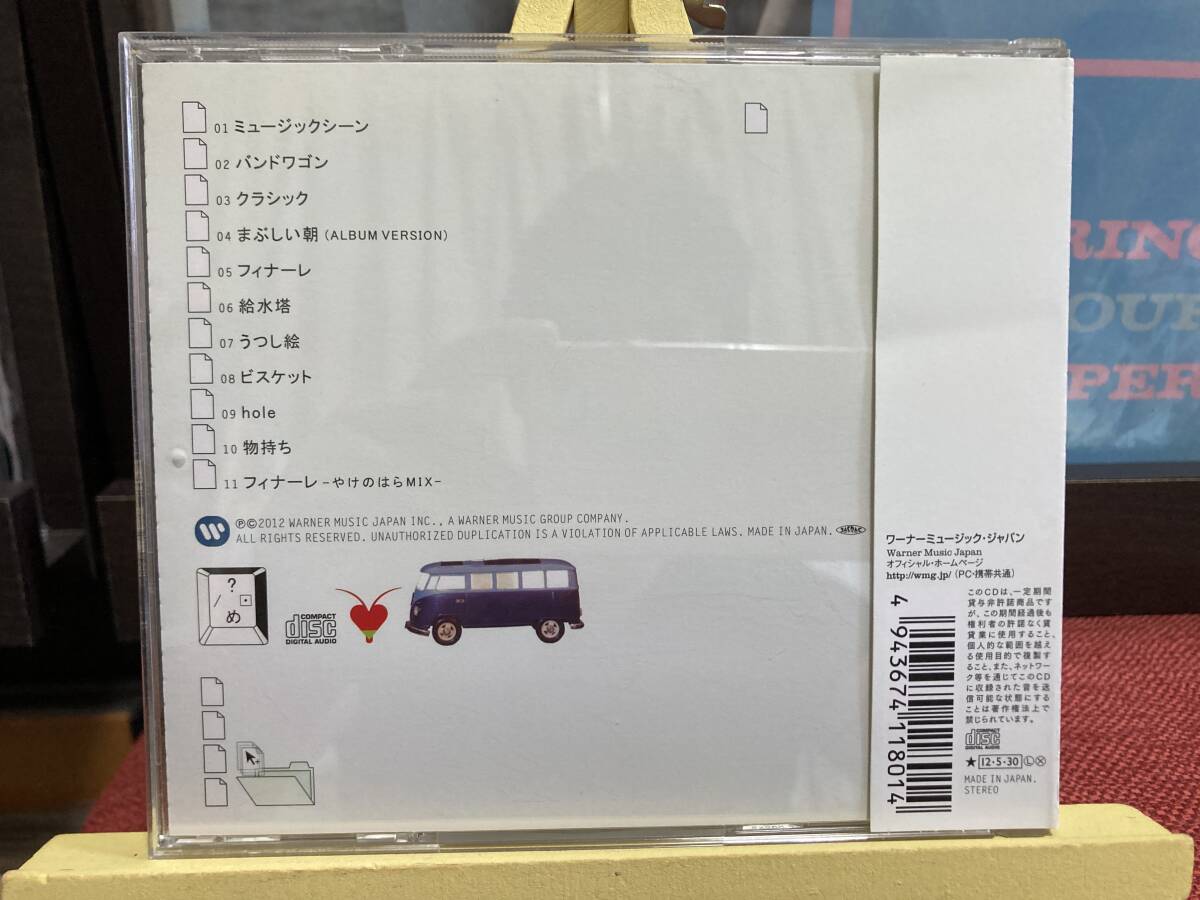 01 ミュージックシーン
02 バンドワゴン
03 クラシック
04 まぶしい朝 (ALBUM VERSION)
05 フィナーレ
06 給水塔
07 うつし絵
08 ビスケット
09 hole
10 物持ち
11 フィナーレ -やけのはらMIX-
W
Ⓟ©2012 WARNER MUSIC JAPAN INC., A WARNER MUSIC GROUP COMPANY.
ALL RIGHTS RESERVED. UNAUTHORIZED DUPLICATION IS A VIOLATION OF APPLICABLE LAWS. MADE IN JAPAN.
?
/ ・
め
COMPACT
disc
DIGITAL AUDIO
ワーナーミュージック・ジャパン
Warner Music Japan
オフィシャル・ホームページ
http://wmg.jp/ (PC・携帯共通)
4 943674 118014
このCDは、一定期間
貸与非許諾商品です
が、この期間経過後も
権利者の許諾なく賃
貸業に使用すること、
個人的な範囲を越え
る使用目的で複製す
ること、また、ネットワー
ク等を通じてこのCD
に収録された音を送
信可能な状態にする
ことは著作権法上で
禁じられています。
COMPACT
disc
DIGITAL AUDIO
★ 12・5・30 Ⓛ Ⓧ
MADE IN JAPAN.
STEREO
RING
OUR
PER